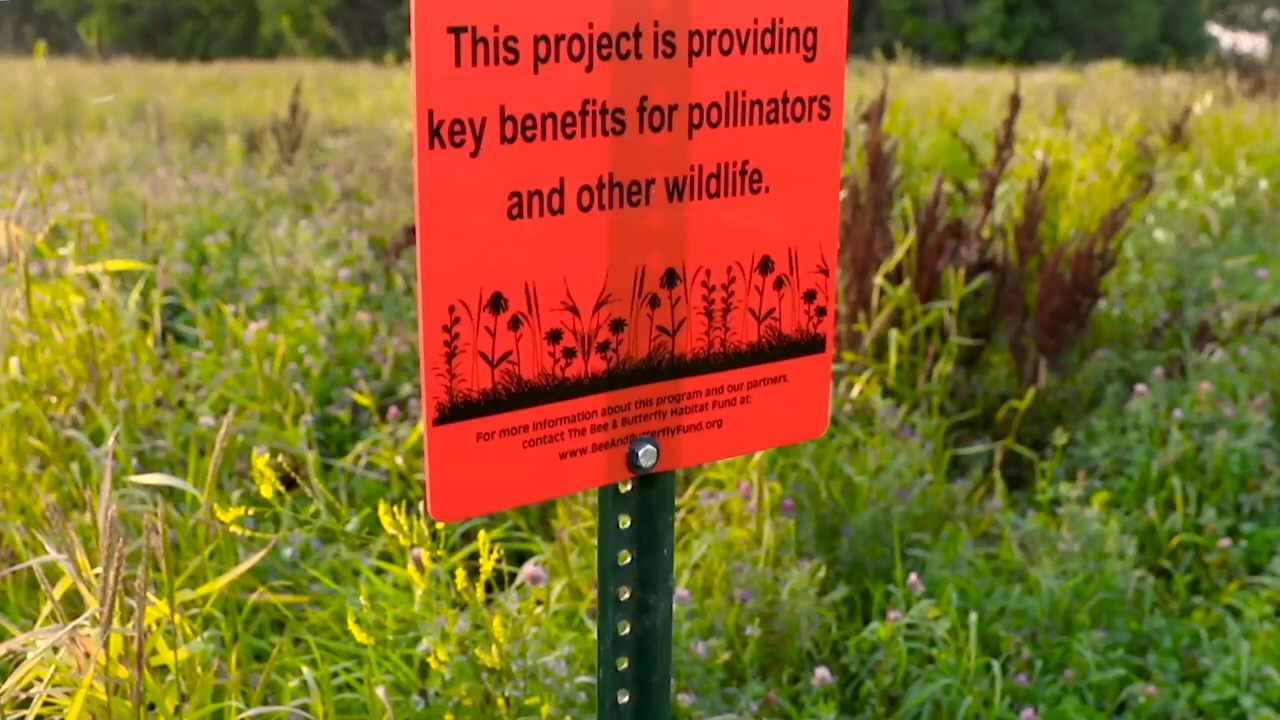 This project is providing
key benefits for pollinators
and other wildlife.
For more information about this program and our partners,
contact The Bee & Butterfly Habitat Fund at:
www.BeeAndButterflyFund.org